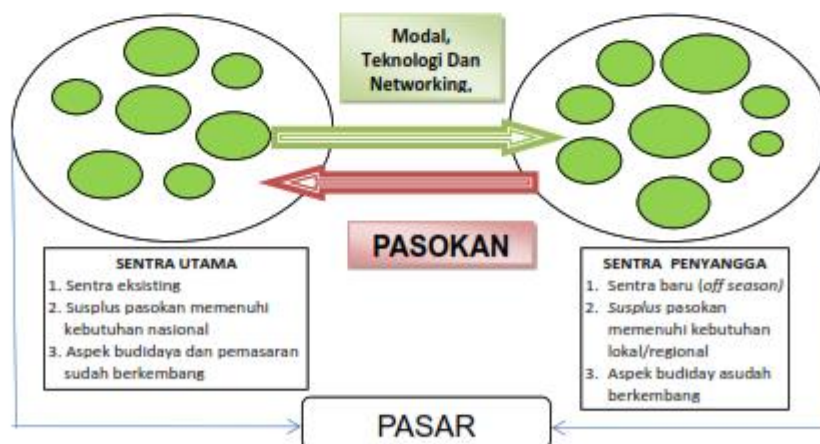 Modal,
Teknologi Dan
Networking,
PASOKAN
SENTRA UTAMA
1. Sentra eksisting
2. Susplus pasokan memenuhi
kebutuhan nasional
3. Aspek budidaya dan pemasaran
sudah berkembang
SENTRA PENYANGGA
1. Sentra baru (off season)
2. Susplus pasokan
memenuhi kebutuhan
lokal/regional
3. Aspek budiday asudah
berkembang
PASAR